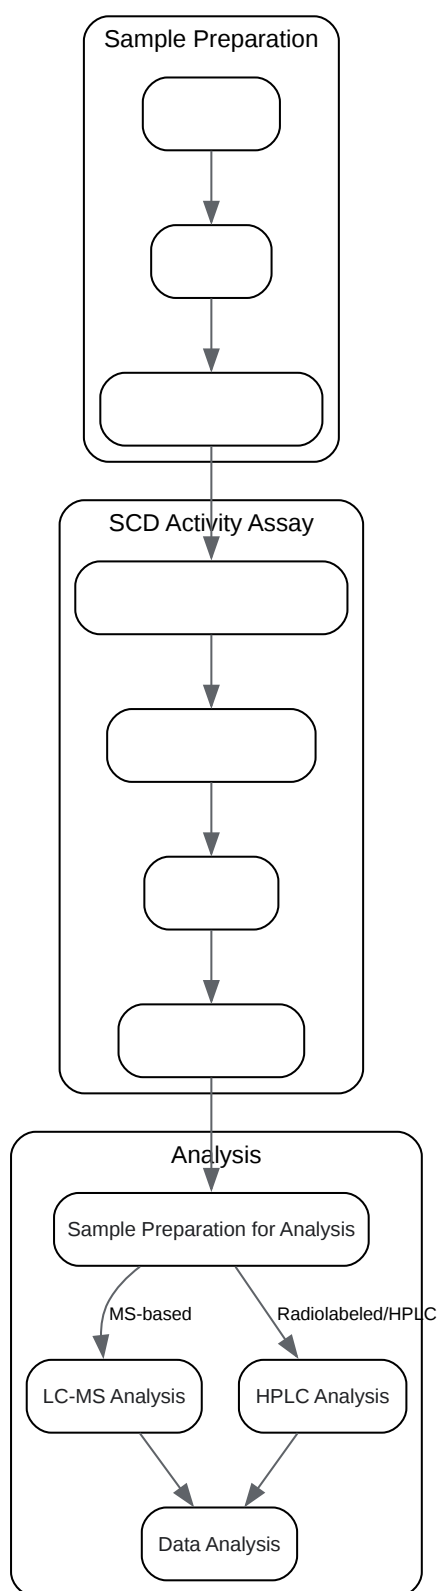 Sample Preparation
SCD Activity Assay
Analysis
Sample Preparation for Analysis
MS-based
Radiolabeled/HPLC
LC-MS Analysis
HPLC Analysis
Data Analysis